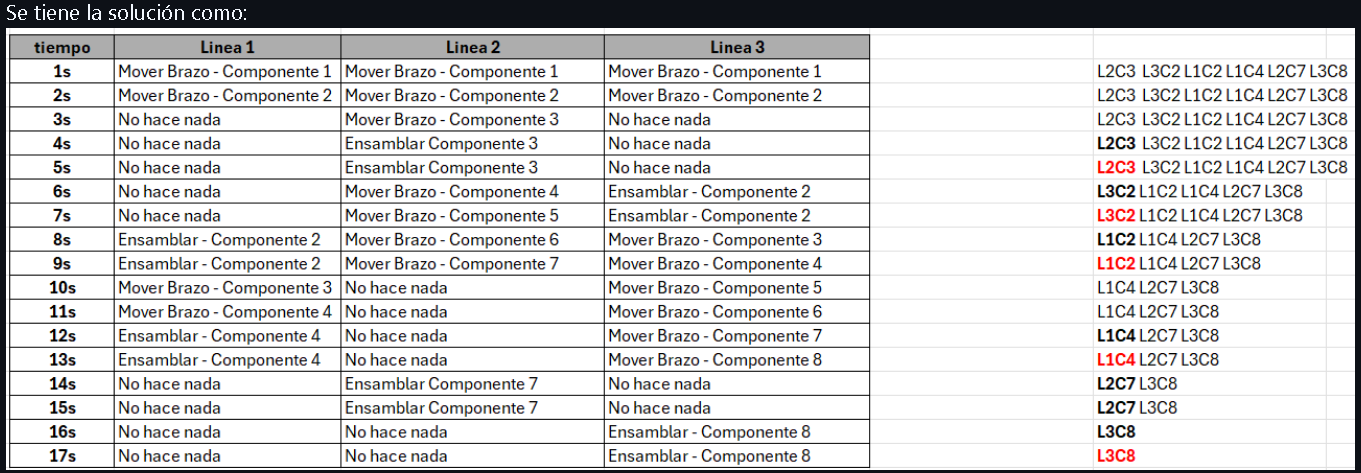 Se tiene la solución como:
tiempo Linea 1 Linea 2 Linea 3
1s Mover Brazo - Componente 1 Mover Brazo - Componente 1 Mover Brazo - Componente 1 L2C3 L3C2 L1C2 L1C4 L2C7 L3C8
2s Mover Brazo - Componente 2 Mover Brazo - Componente 2 Mover Brazo - Componente 2 L2C3 L3C2 L1C2 L1C4 L2C7 L3C8
3s No hace nada Mover Brazo - Componente 3 No hace nada L2C3 L3C2 L1C2 L1C4 L2C7 L3C8
4s No hace nada Ensamblar Componente 3 No hace nada L2C3 L3C2 L1C2 L1C4 L2C7 L3C8
5s No hace nada Ensamblar Componente 3 No hace nada L2C3 L3C2 L1C2 L1C4 L2C7 L3C8
6s No hace nada Mover Brazo - Componente 4 Ensamblar - Componente 2 L3C2 L1C2 L1C4 L2C7 L3C8
7s No hace nada Mover Brazo - Componente 5 Ensamblar - Componente 2 L3C2 L1C2 L1C4 L2C7 L3C8
8s Ensamblar - Componente 2 Mover Brazo - Componente 6 Mover Brazo - Componente 3 L1C2 L1C4 L2C7 L3C8
9s Ensamblar - Componente 2 Mover Brazo - Componente 7 Mover Brazo - Componente 4 L1C2 L1C4 L2C7 L3C8
10s Mover Brazo - Componente 3 No hace nada Mover Brazo - Componente 5 L1C4 L2C7 L3C8
11s Mover Brazo - Componente 4 No hace nada Mover Brazo - Componente 6 L1C4 L2C7 L3C8
12s Ensamblar - Componente 4 No hace nada Mover Brazo - Componente 7 L1C4 L2C7 L3C8
13s Ensamblar - Componente 4 No hace nada Mover Brazo - Componente 8 L1C4 L2C7 L3C8
14s No hace nada Ensamblar Componente 7 No hace nada L2C7 L3C8
15s No hace nada Ensamblar Componente 7 No hace nada L2C7 L3C8
16s No hace nada No hace nada Ensamblar - Componente 8 L3C8
17s No hace nada No hace nada Ensamblar - Componente 8 L3C8